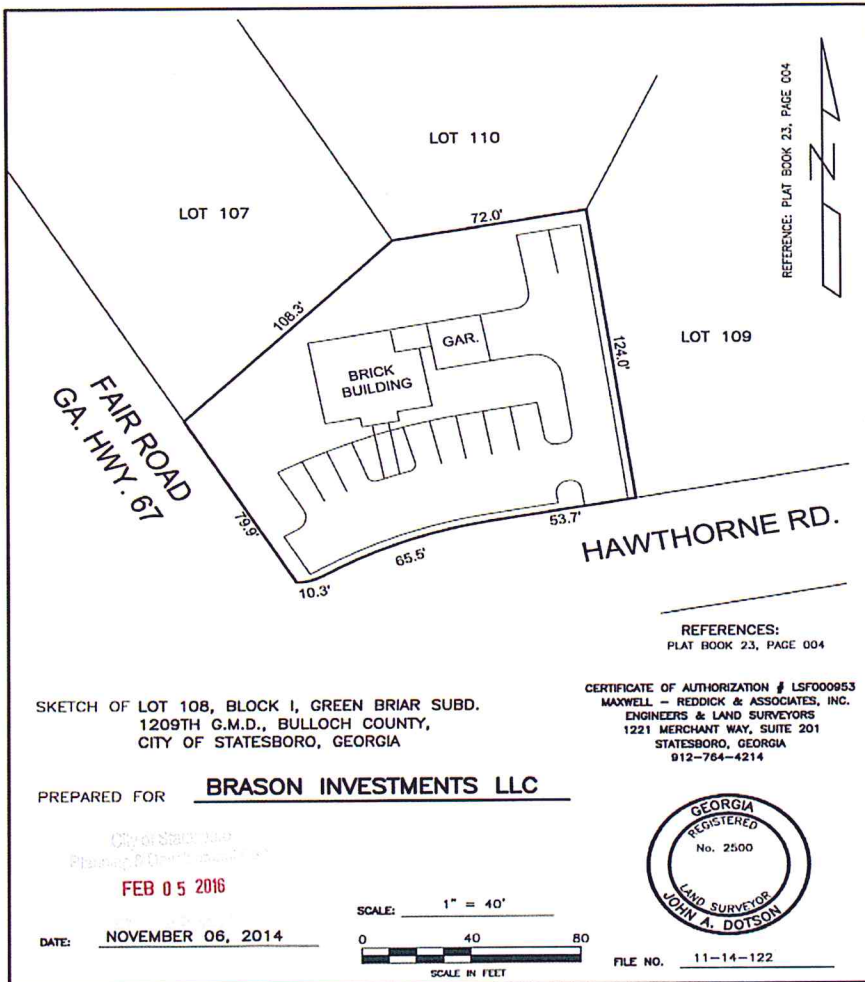 LOT 110
LOT 107
REFERENCE: PLAT BOOK 23, PAGE 004
N
72.0'
108.3'
GAR.
BRICK
BUILDING
124.0'
LOT 109
FAIR ROAD
GA. HWY. 67
79.9'
10.3'
65.5'
53.7'
HAWTHORNE RD.
REFERENCES:
PLAT BOOK 23, PAGE 004
SKETCH OF LOT 108, BLOCK I, GREEN BRIAR SUBD.
1209TH G.M.D., BULLOCH COUNTY,
CITY OF STATESBORO, GEORGIA
CERTIFICATE OF AUTHORIZATION # LSF000953
MAXWELL – REDDICK & ASSOCIATES, INC.
ENGINEERS & LAND SURVEYORS
1221 MERCHANT WAY, SUITE 201
STATESBORO, GEORGIA
912-764-4214
PREPARED FOR BRASON INVESTMENTS LLC
City of
FEB 05 2016
DATE: NOVEMBER 06, 2014
SCALE: 1" = 40'
0 40 80
SCALE IN FEET
GEORGIA
REGISTERED
No. 2500
LAND SURVEYOR
JOHN A. DOTSON
FILE NO. 11-14-122